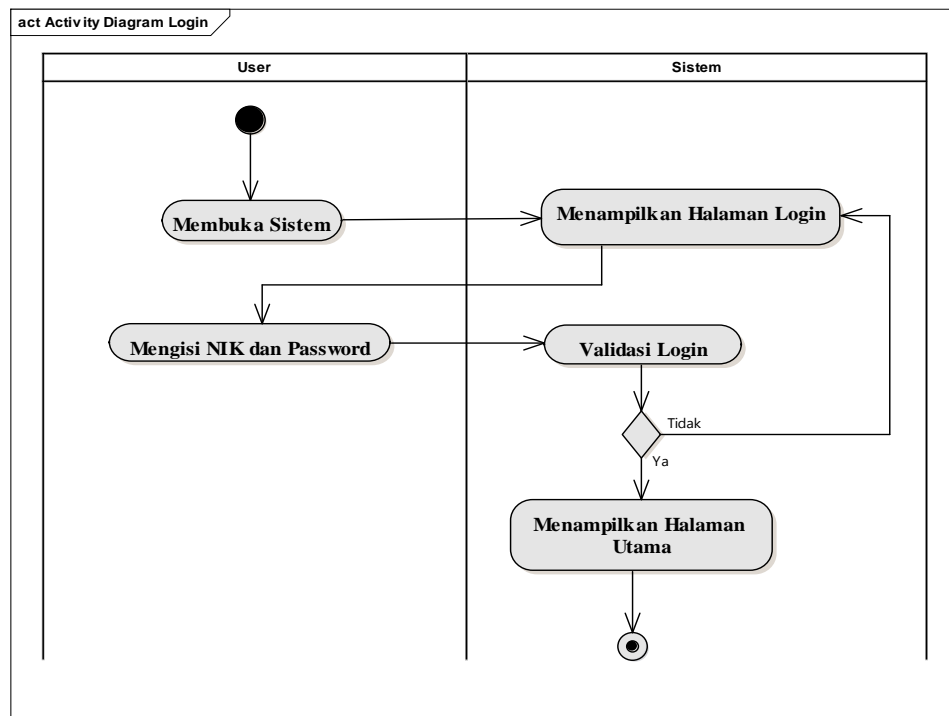 act Activity Diagram Login
User
Sistem
Membuka Sistem
Menampilkan Halaman Login
Mengisi NIK dan Password
Validasi Login
Tidak
Ya
Menampilkan Halaman
Utama